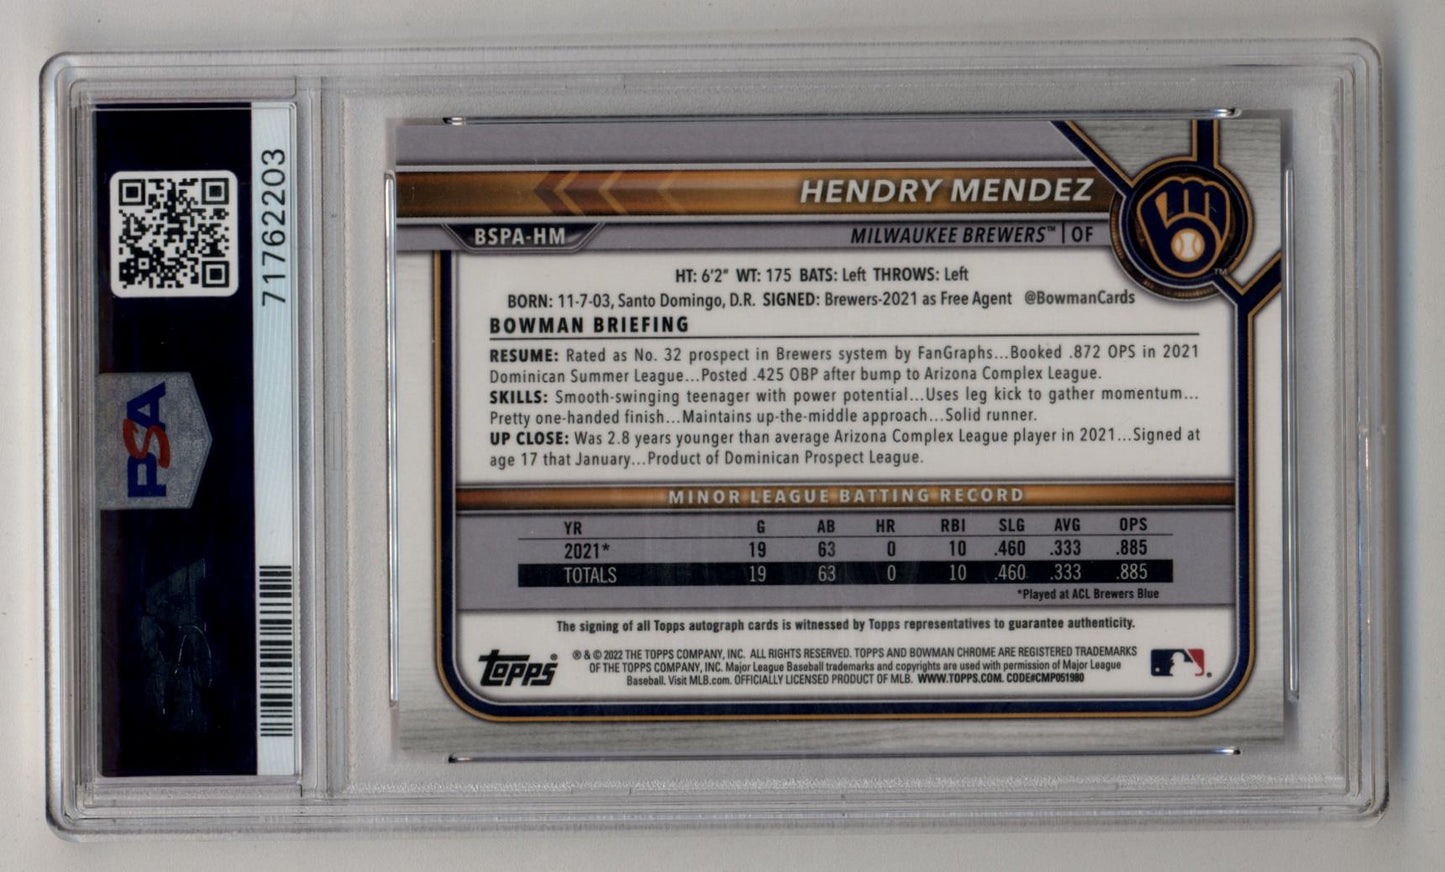 71762203
PSA
HENDRY MENDEZ
BSPA-HM
MILWAUKEE BREWERS™ | OF
HT: 6'2" WT: 175 BATS: Left THROWS: Left
BORN: 11-7-03, Santo Domingo, D.R. SIGNED: Brewers-2021 as Free Agent @BowmanCards
BOWMAN BRIEFING
RESUME: Rated as No. 32 prospect in Brewers system by FanGraphs...Booked .872 OPS in 2021
Dominican Summer League...Posted .425 OBP after bump to Arizona Complex League.
SKILLS: Smooth-swinging teenager with power potential...Uses leg kick to gather momentum...
Pretty one-handed finish...Maintains up-the-middle approach...Solid runner.
UP CLOSE: Was 2.8 years younger than average Arizona Complex League player in 2021...Signed at
age 17 that January...Product of Dominican Prospect League.
MINOR LEAGUE BATTING RECORD
YR G AB HR RBI SLG AVG OPS
2021* 19 63 0 10 .460 .333 .885
TOTALS 19 63 0 10 .460 .333 .885
*Played at ACL Brewers Blue
The signing of all Topps autograph cards is witnessed by Topps representatives to guarantee authenticity.
TOPPS®
® & © 2022 THE TOPPS COMPANY, INC. ALL RIGHTS RESERVED. TOPPS AND BOWMAN CHROME ARE REGISTERED TRADEMARKS
OF THE TOPPS COMPANY, INC. Major League Baseball trademarks and copyrights are used with permission of Major League
Baseball. Visit MLB.com. OFFICIALLY LICENSED PRODUCT OF MLB. WWW.TOPPS.COM. CODE#CMP051980